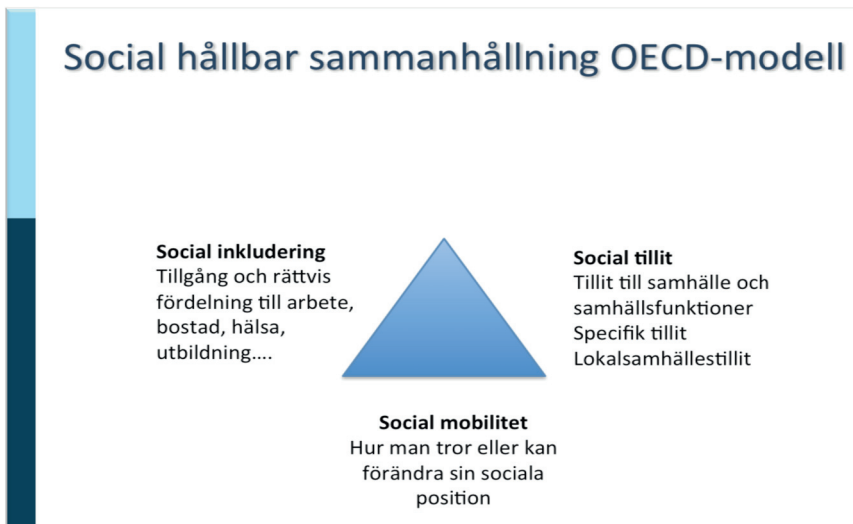 Social hållbar sammanhållning OECD-modell
Social inkludering
Tillgång och rättvis
fördelning till arbete,
bostad, hälsa,
utbildning....
Social tillit
Tillit till samhälle och
samhällsfunktioner
Specifik tillit
Lokalsamhällestillit
Social mobilitet
Hur man tror eller kan
förändra sin sociala
position